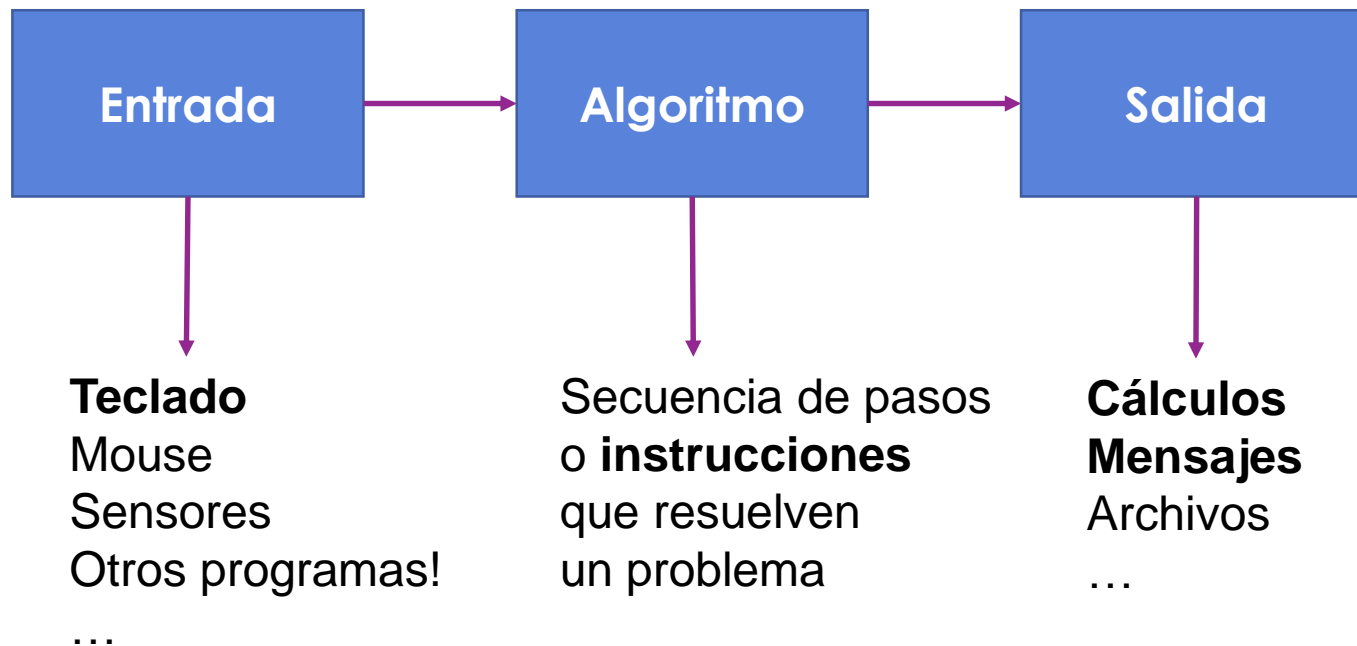 Entrada
Algoritmo
Salida
Teclado
Mouse
Sensores
Otros programas!
…
Secuencia de pasos
o instrucciones
que resuelven
un problema
Cálculos
Mensajes
Archivos
…